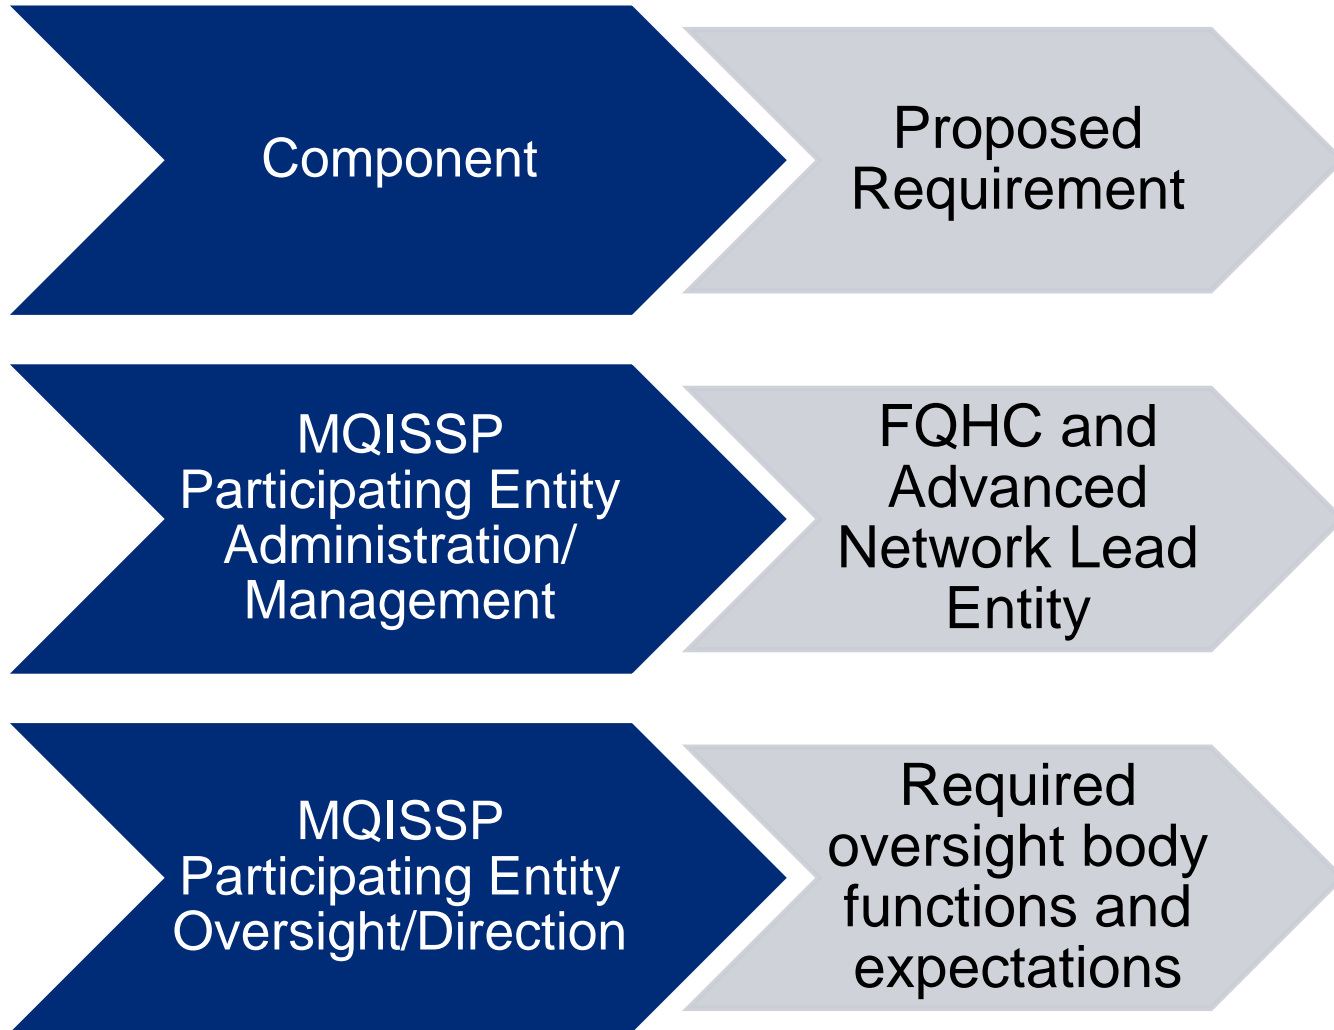 Component
Proposed
Requirement
MQISSP
Participating Entity
Administration/
Management
FQHC and
Advanced
Network Lead
Entity
MQISSP
Participating Entity
Oversight/Direction
Required
oversight body
functions and
expectations